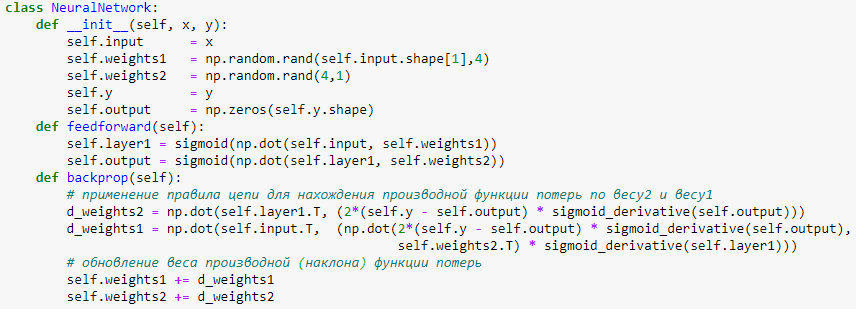 class NeuralNetwork:
    def __init__(self, x, y):
        self.input      = x
        self.weights1   = np.random.rand(self.input.shape[1],4)
        self.weights2   = np.random.rand(4,1)
        self.y          = y
        self.output     = np.zeros(self.y.shape)
    def feedforward(self):
        self.layer1 = sigmoid(np.dot(self.input, self.weights1))
        self.output = sigmoid(np.dot(self.layer1, self.weights2))
    def backprop(self):
        # применение правила цепи для нахождения производной функции потерь по весу2 и весу1
        d_weights2 = np.dot(self.layer1.T, (2*(self.y - self.output) * sigmoid_derivative(self.output)))
        d_weights1 = np.dot(self.input.T,  (np.dot(2*(self.y - self.output) * sigmoid_derivative(self.output),
                                                    self.weights2.T) * sigmoid_derivative(self.layer1)))
        # обновление веса производной (наклона) функции потерь
        self.weights1 += d_weights1
        self.weights2 += d_weights2